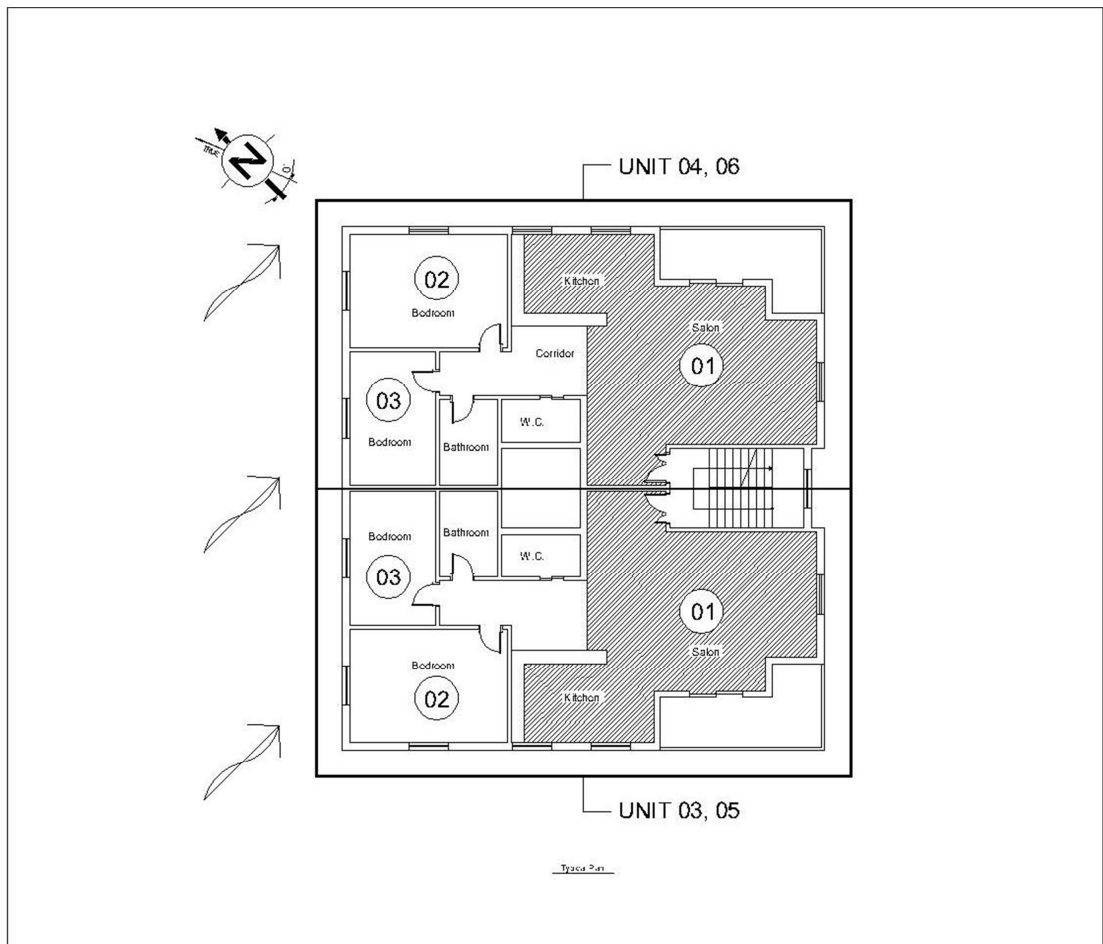 TRUE
N
0.
UNIT 04, 06
02
Bedroom
Kitchen
Salon
01
Corridor
03
Bedroom
Bathroom
W.C.
Bedroom
03
Bathroom
W.C.
01
Salon
Bedroom
02
Kitchen
UNIT 03, 05